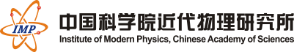 IMP
中国科学院近代物理研究所
Institute of Modern Physics, Chinese Academy of Sciences